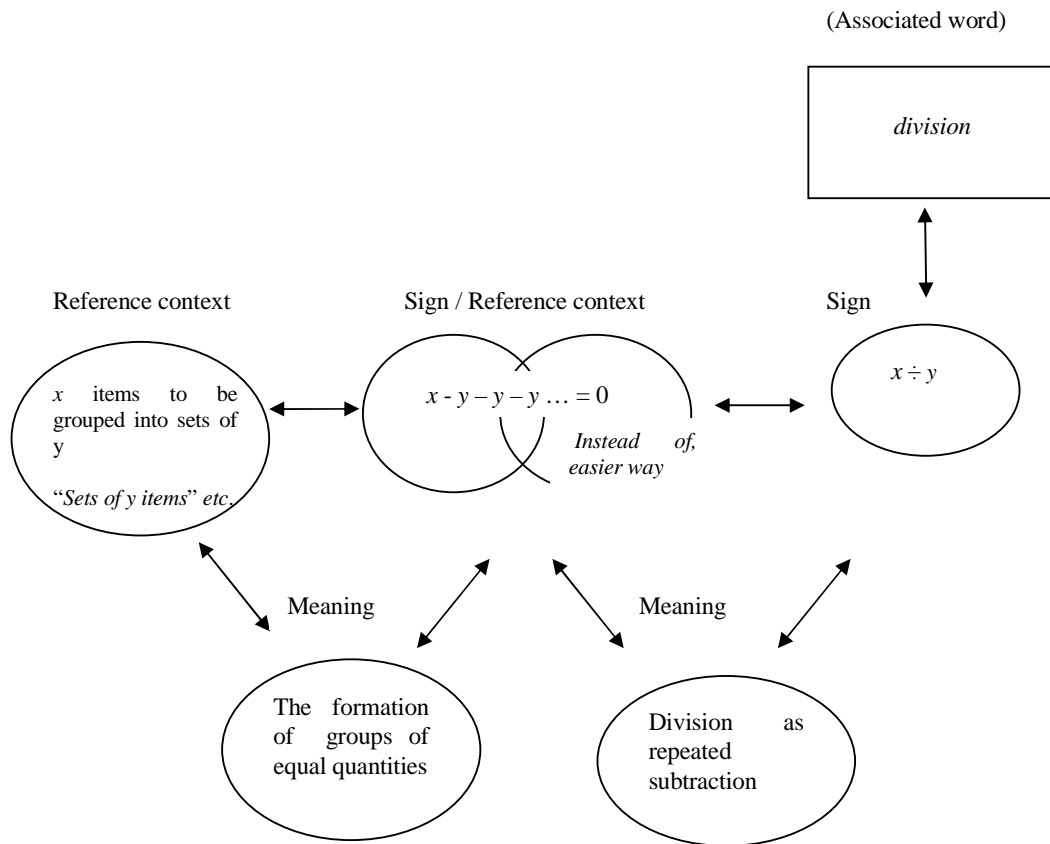 (Associated word)
division
Reference context
Sign / Reference context
Sign
x items to be
grouped into sets of
y
“Sets of y items” etc.
x - y – y – y … = 0
Instead of,
easier way
x ÷ y
Meaning
Meaning
The formation
of groups of
equal quantities
Division as
repeated
subtraction